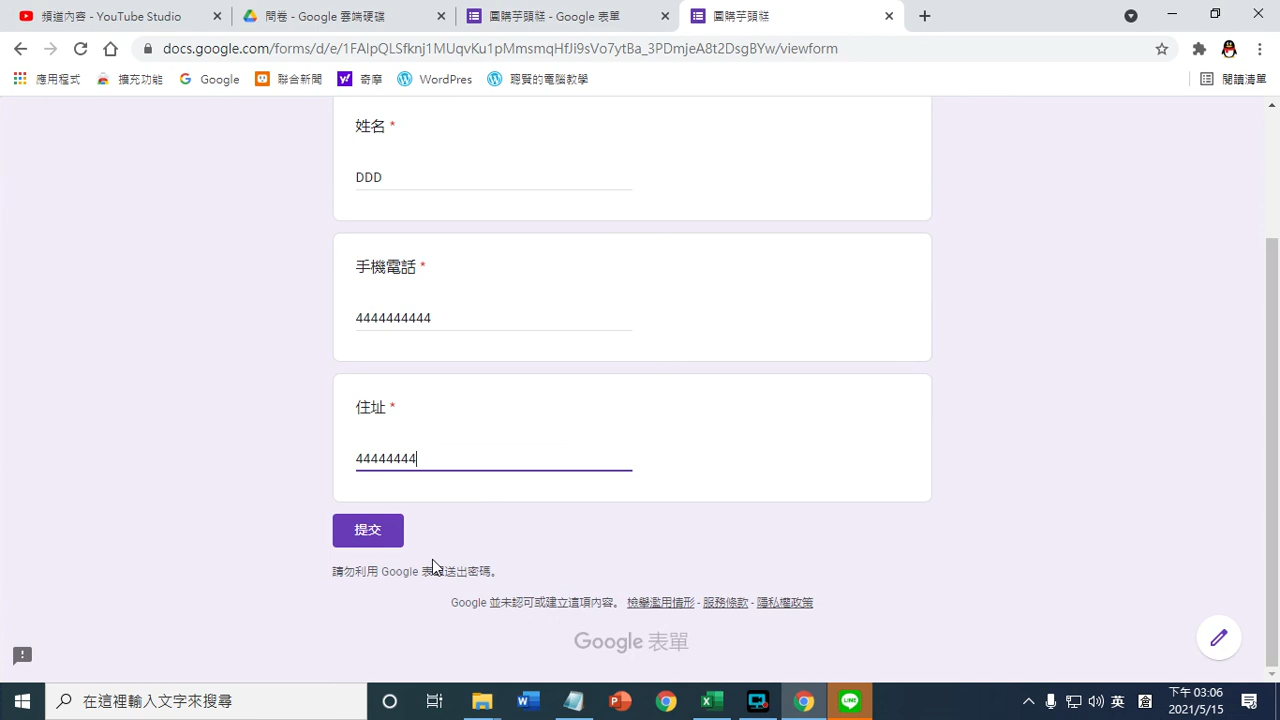 頻道內容 - YouTube Studio
問卷 - Google 雲端硬碟
團購芋頭糕 - Google 表單
團購芋頭糕
docs.google.com/forms/d/e/1FAIpQLSfknJ1MUqvKu1pMmsmqHfJi9sVo7ytBa_3PDmjeA8t2DsgBYw/viewform
應用程式
擴充功能
Google
聯合新聞
奇摩
WordPres
聰賢的電腦教學
閱讀清單
姓名 *
DDD
手機電話 *
4444444444
住址 *
44444444
提交
請勿利用 Google 表單送出密碼。
Google 並未認可或建立這項內容。 檢舉濫用情形 - 服務條款 - 隱私權政策
Google 表單
在這裡輸入文字來搜尋
英
下午 03:06
2021/5/15